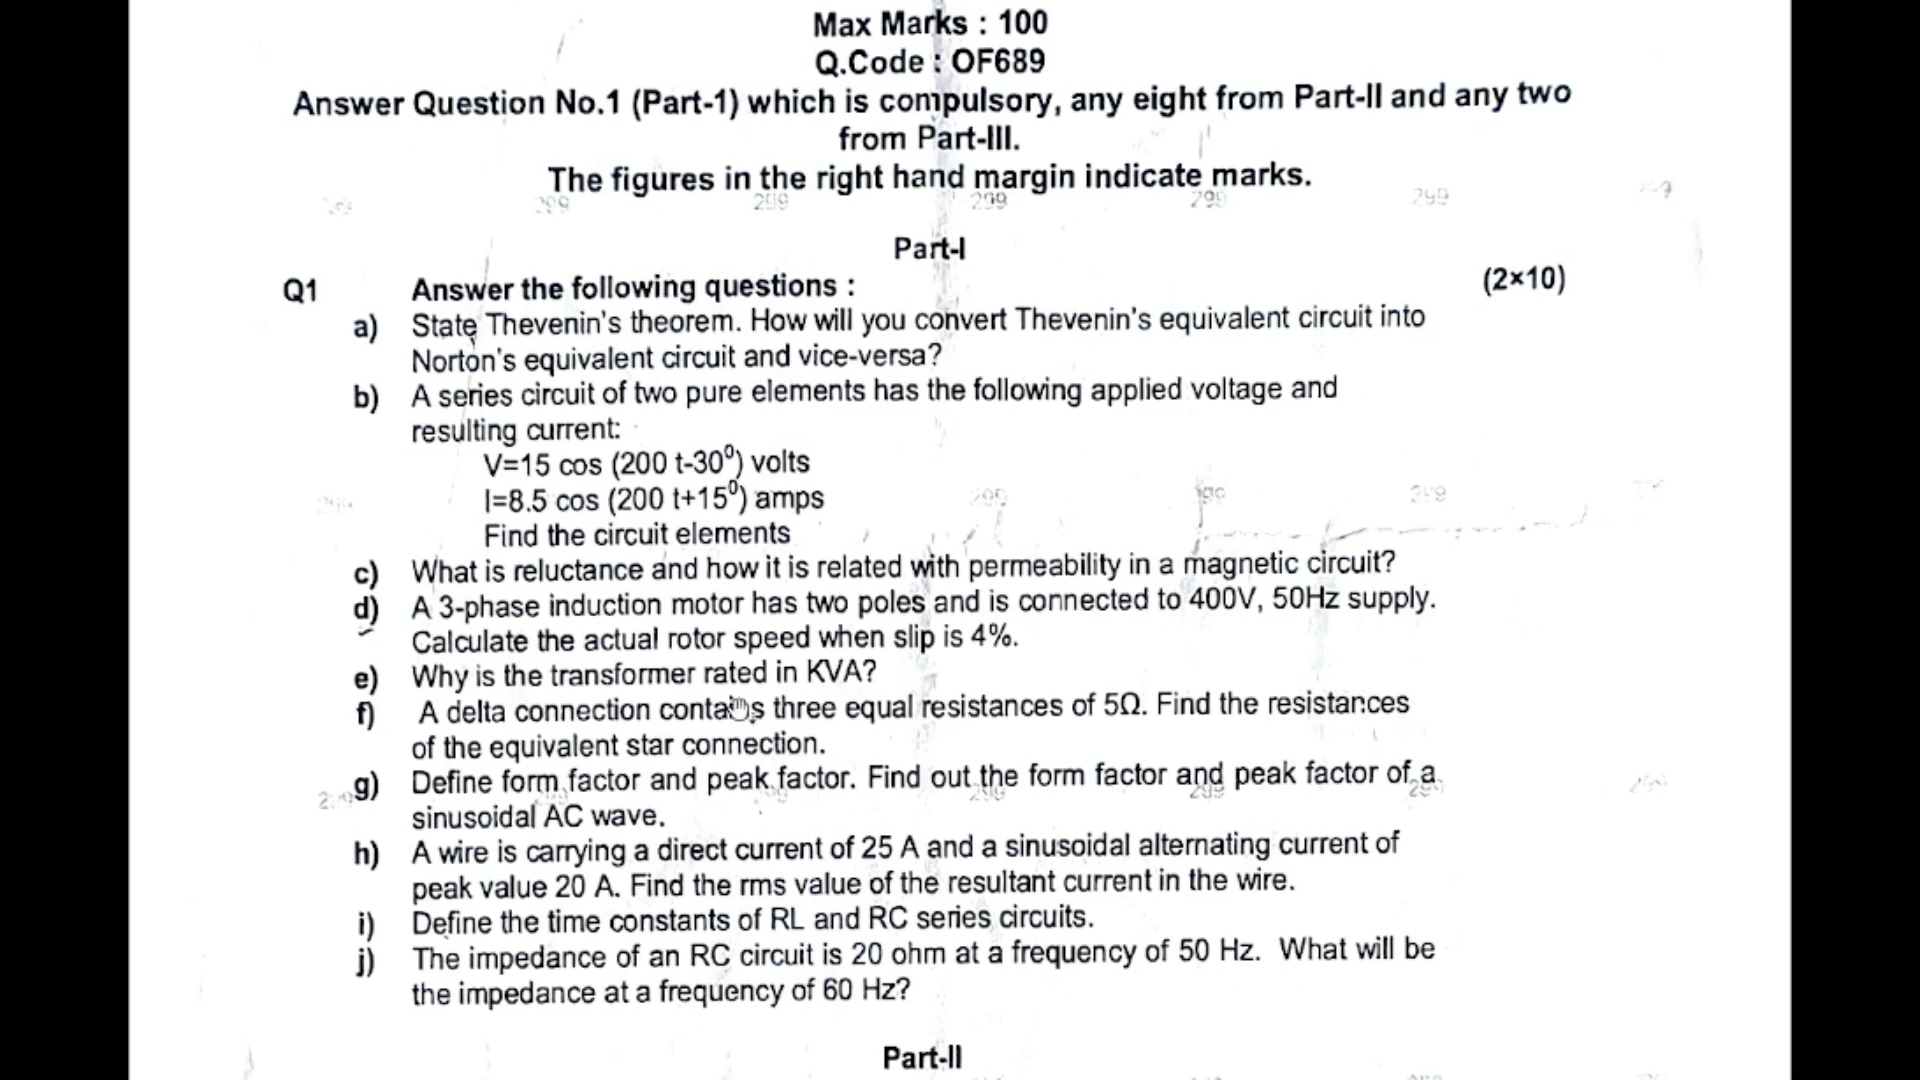 Max Marks : 100
Q.Code : OF689
Answer Question No.1 (Part-1) which is compulsory, any eight from Part-II and any two
from Part-III.
The figures in the right hand margin indicate marks.
299 299 299 299 299
Part-I
Q1 Answer the following questions : (2×10)
a) State Thevenin's theorem. How will you convert Thevenin's equivalent circuit into
Norton's equivalent circuit and vice-versa?
b) A series circuit of two pure elements has the following applied voltage and
resulting current:
V=15 cos (200 t-30⁰) volts
I=8.5 cos (200 t+15⁰) amps
Find the circuit elements
c) What is reluctance and how it is related with permeability in a magnetic circuit?
d) A 3-phase induction motor has two poles and is connected to 400V, 50Hz supply.
Calculate the actual rotor speed when slip is 4%.
e) Why is the transformer rated in KVA?
f) A delta connection contains three equal resistances of 5Ω. Find the resistances
of the equivalent star connection.
g) Define form factor and peak factor. Find out the form factor and peak factor of a
sinusoidal AC wave.
h) A wire is carrying a direct current of 25 A and a sinusoidal alternating current of
peak value 20 A. Find the rms value of the resultant current in the wire.
i) Define the time constants of RL and RC series circuits.
j) The impedance of an RC circuit is 20 ohm at a frequency of 50 Hz. What will be
the impedance at a frequency of 60 Hz?
Part-II